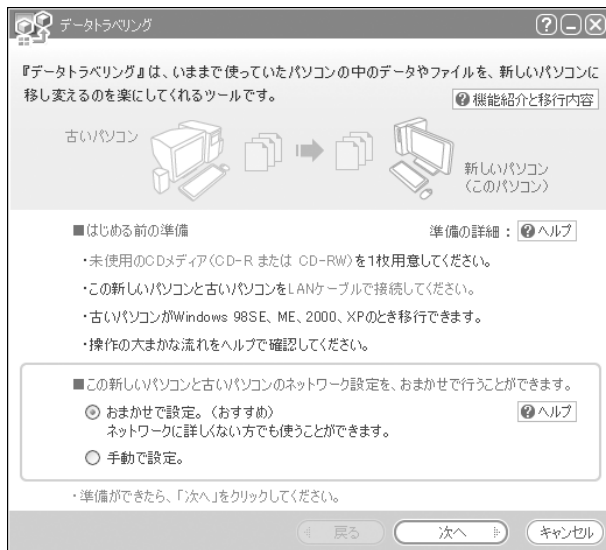 データトラベリング
『データトラベリング』は、いままで使っていたパソコンの中のデータやファイルを、新しいパソコンに
移し変えるのを楽にしてくれるツールです。
?機能紹介と移行内容
古いパソコン
新しいパソコン
（このパソコン）
■はじめる前の準備
準備の詳細：?ヘルプ
・未使用のCDメディア（CD-R または CD-RW）を1枚用意してください。
・この新しいパソコンと古いパソコンをLANケーブルで接続してください。
・古いパソコンがWindows 98SE、ME、2000、XPのとき移行できます。
・操作の大まかな流れをヘルプで確認してください。
■この新しいパソコンと古いパソコンのネットワーク設定を、おまかせで行うことができます。
おまかせで設定。（おすすめ）
?ヘルプ
ネットワークに詳しくない方でも使うことができます。
手動で設定。
・準備ができたら、「次へ」をクリックしてください。
戻る
次へ
キャンセル